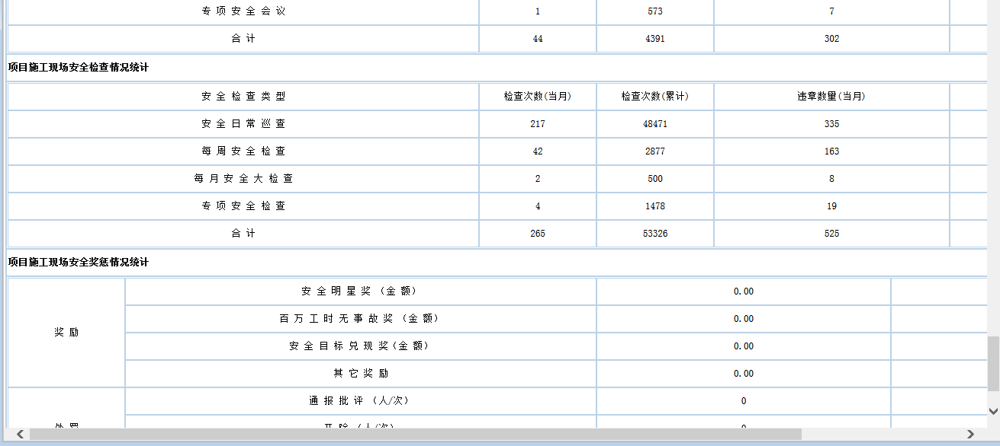 专 项 安 全 会 议 1 573 7
合 计 44 4391 302
项目施工现场安全检查情况统计
安 全 检 查 类 型 检查次数(当月) 检查次数(累计) 违章数量(当月)
安 全 日 常 巡 查 217 48471 335
每 周 安 全 检 查 42 2877 163
每 月 安 全 大 检 查 2 500 8
专 项 安 全 检 查 4 1478 19
合 计 265 53326 525
项目施工现场安全奖惩情况统计
奖 励
安 全 明 星 奖 （金 额） 0.00
百 万 工 时 无 事 故 奖 （金 额） 0.00
安 全 目 标 兑 现 奖（金 额） 0.00
其 它 奖 励 0.00
通 报 批 评 （人/次） 0